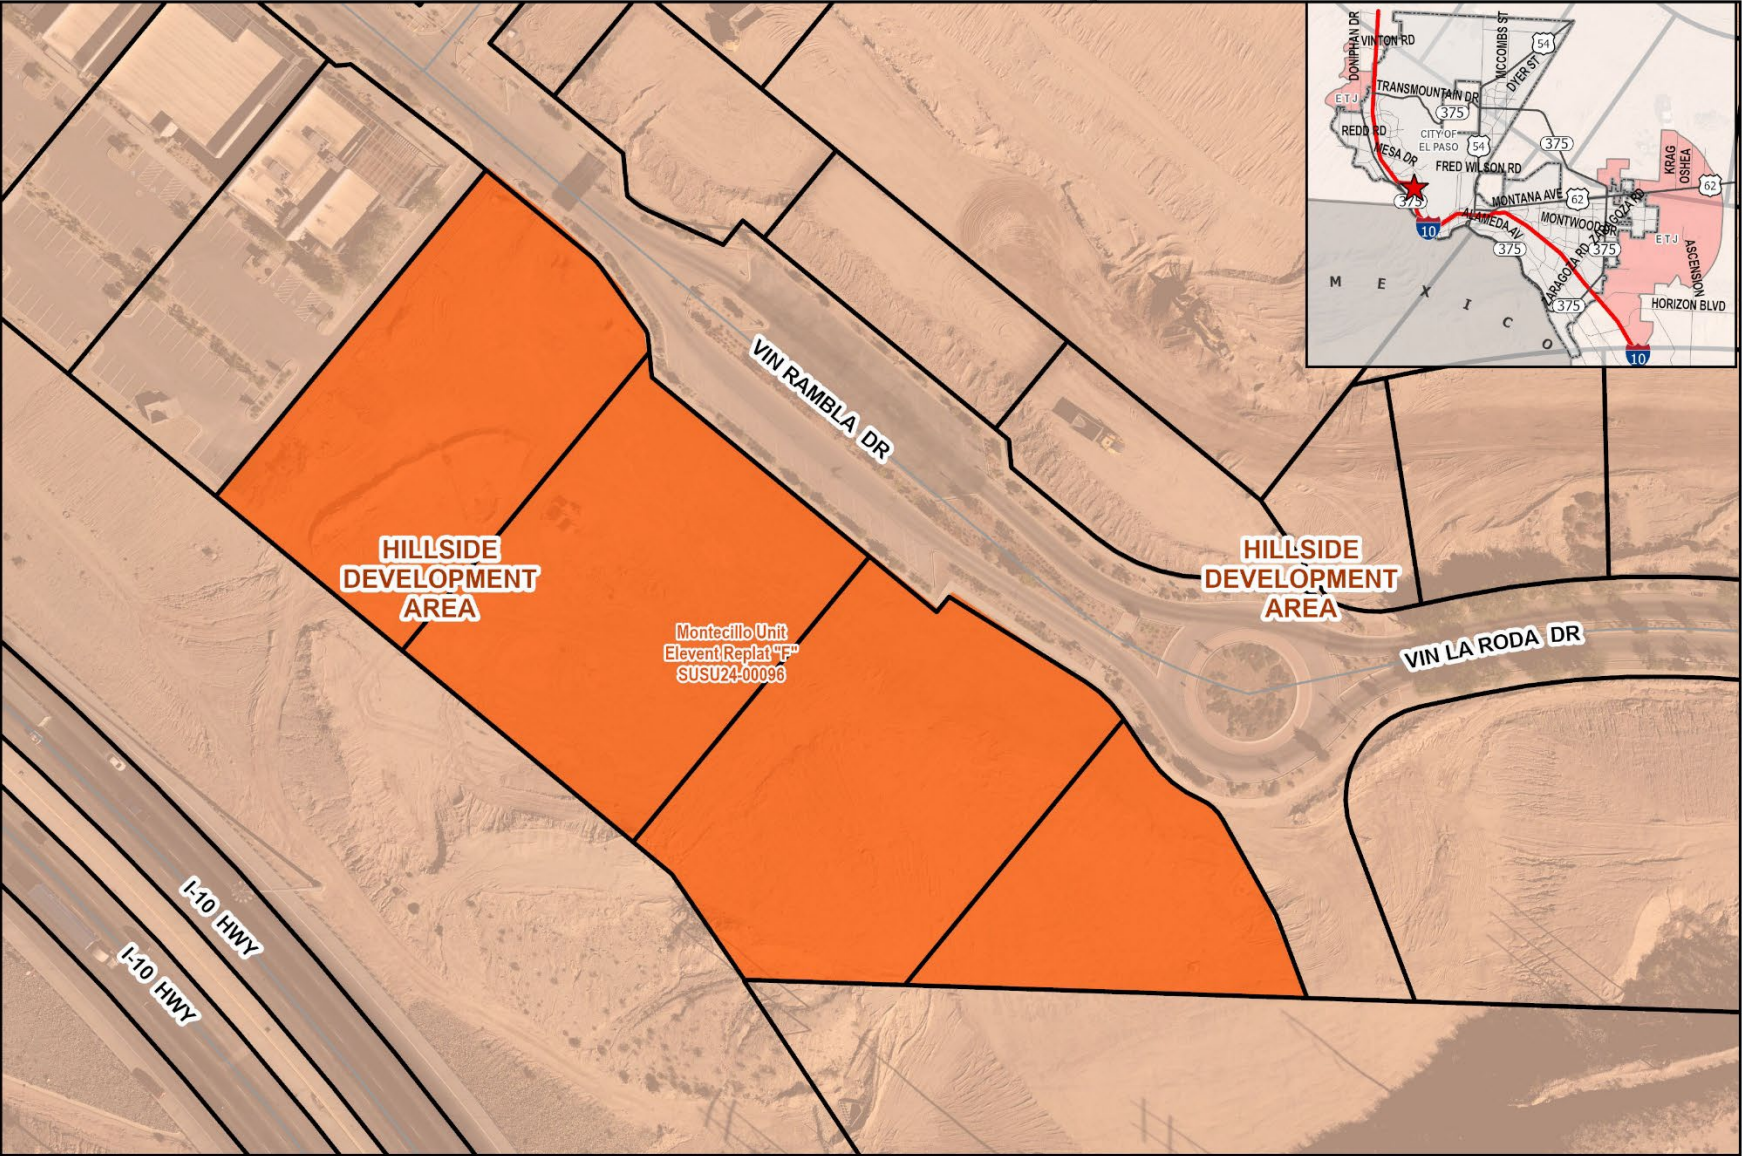 DONIPHAN DR
VINTON RD
MCCOMBS ST
54
DYER ST
TRANSMOUNTAIN DR
ETJ
375
REDD RD
CITY OF
EL PASO
54
375
MESA DR
FRED WILSON RD
KRAG
OSHEA
62
375
MONTANA AVE
62
10
ALAMEDA AV
MONTWOOD DR
ZARAGOZA RD
375
375
ETJ
ASCENSION
ZARAGOZA RD
375
HORIZON BLVD
MEXICO
10
VIN RAMBLA DR
HILLSIDE
DEVELOPMENT
AREA
HILLSIDE
DEVELOPMENT
AREA
Montecillo Unit
Elevent Replat "F"
SUSU24-00096
VIN LA RODA DR
I-10 HWY
I-10 HWY